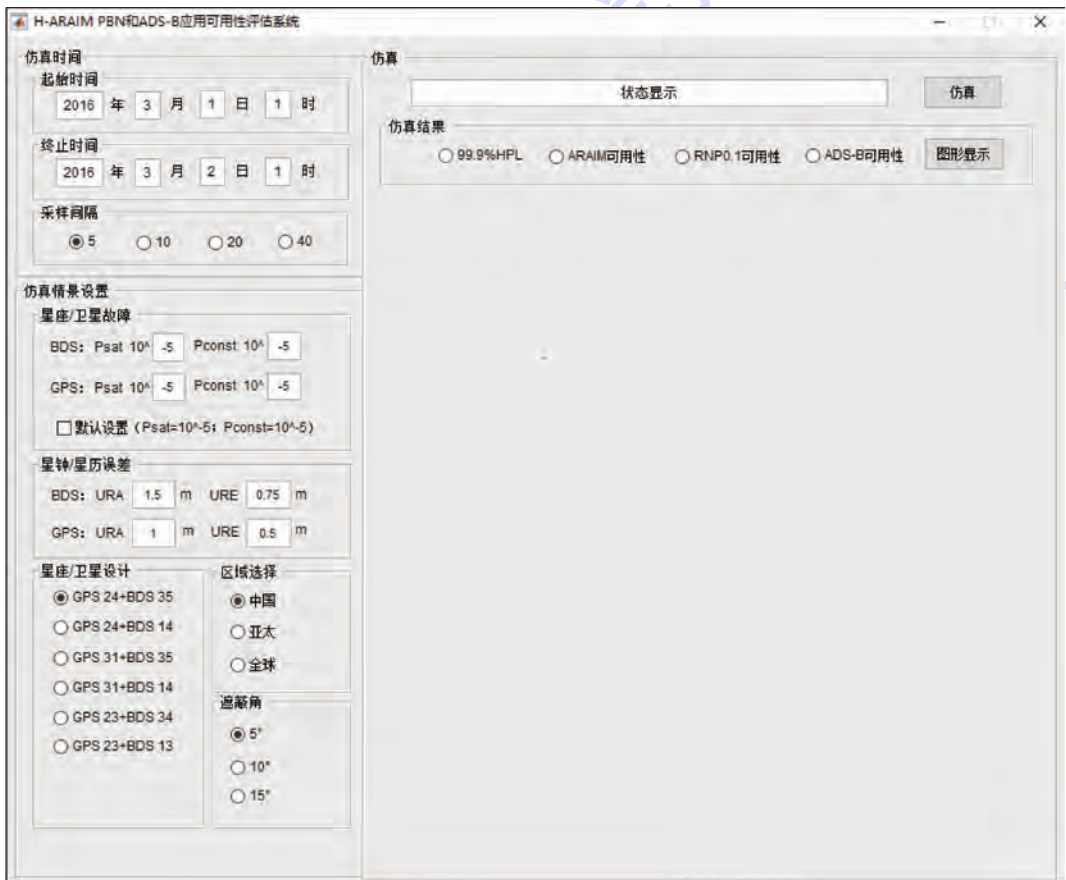 H-ARAIM PBN和ADS-B应用可用性评估系统
仿真时间
起始时间
2016 年 3 月 1 日 1 时
终止时间
2016 年 3 月 2 日 1 时
采样间隔
5 10 20 40
仿真情景设置
星座/卫星故障
BDS: Psat 10^ -5 Pconst 10^ -5
GPS: Psat 10^ -5 Pconst 10^ -5
默认设置 (Psat=10^-5; Pconst=10^-5)
星钟/星历误差
BDS: URA 1.5 m URE 0.75 m
GPS: URA 1 m URE 0.5 m
星座/卫星设计
GPS 24+BDS 35
GPS 24+BDS 14
GPS 31+BDS 35
GPS 31+BDS 14
GPS 23+BDS 34
GPS 23+BDS 13
区域选择
中国
亚太
全球
遮蔽角
5°
10°
15°
仿真
状态显示 仿真
仿真结果
99.9%HPL ARAIM可用性 RNP0.1可用性 ADS-B可用性 图形显示